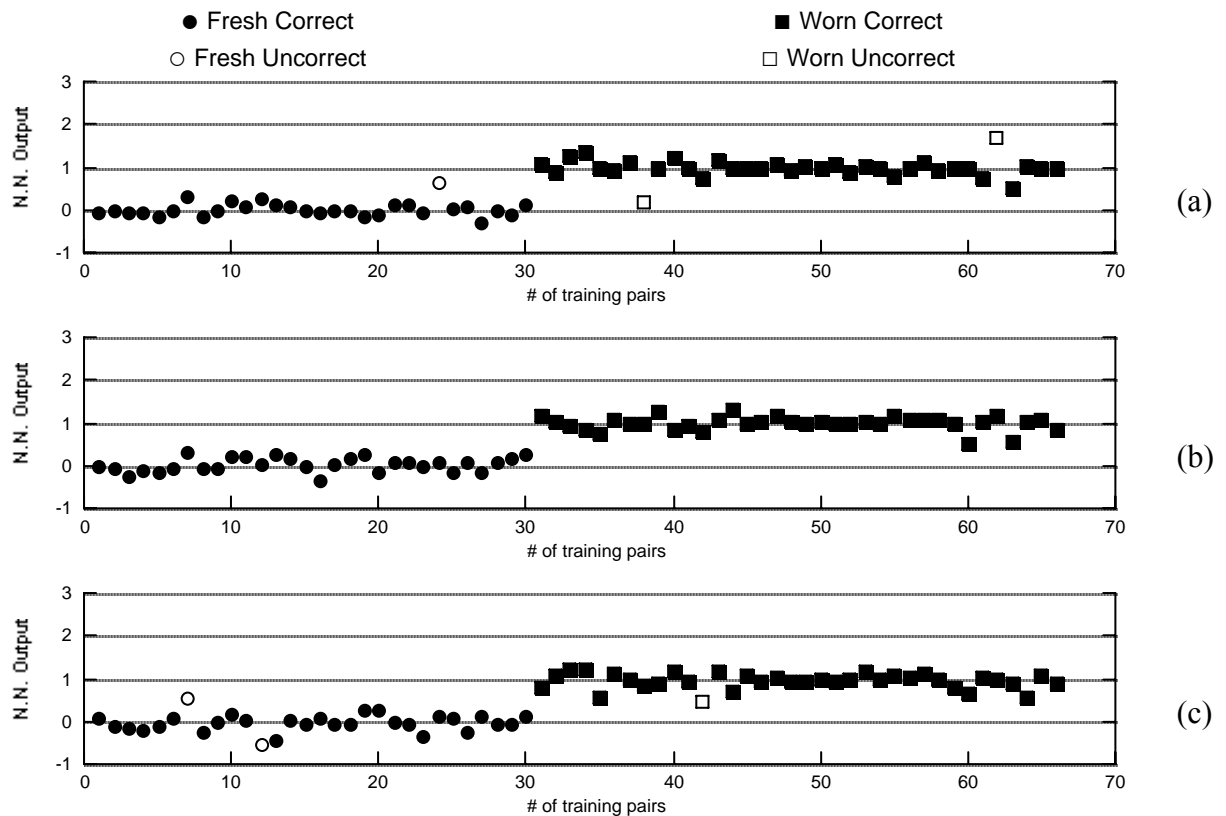 Fresh Correct
Worn Correct
Fresh Uncorrect
Worn Uncorrect
3
2
1
0
-1
N.N. Output
0 10 20 30 40 50 60 70
# of training pairs
(a)
3
2
1
0
-1
N.N. Output
0 10 20 30 40 50 60 70
# of training pairs
(b)
3
2
1
0
-1
N.N. Output
0 10 20 30 40 50 60 70
# of training pairs
(c)